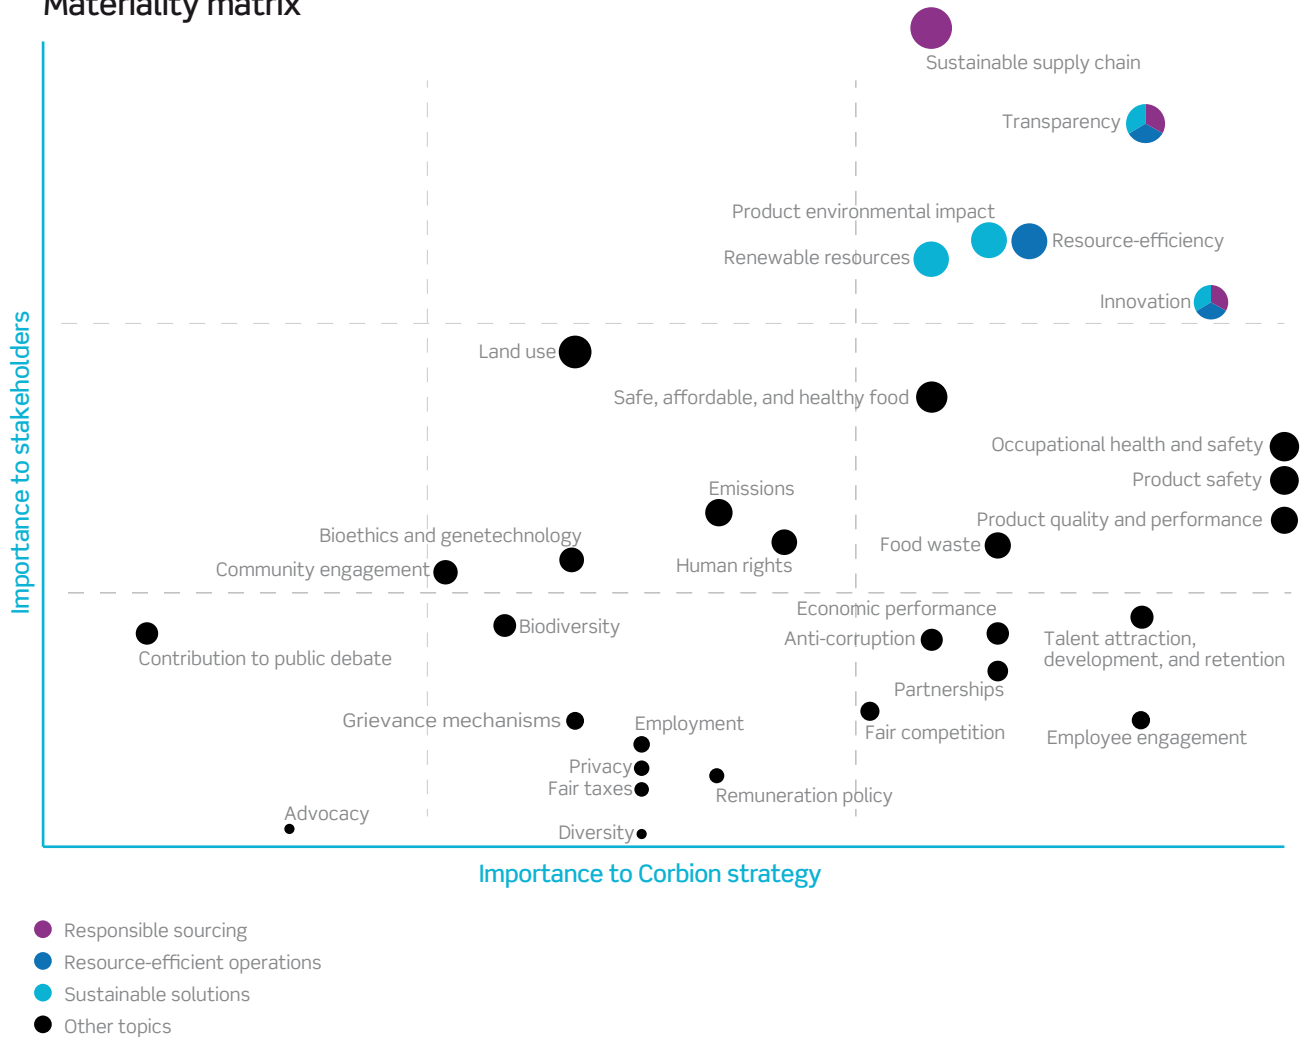 Materiality matrix
Sustainable supply chain
Transparency
Product environmental impact
Resource-efficiency
Renewable resources
Innovation
Land use
Safe, affordable, and healthy food
Occupational health and safety
Product safety
Emissions
Product quality and performance
Bioethics and genetechnology
Food waste
Human rights
Community engagement
Economic performance
Biodiversity
Anti-corruption
Talent attraction,
development, and retention
Contribution to public debate
Partnerships
Grievance mechanisms
Employment
Fair competition
Employee engagement
Privacy
Fair taxes
Remuneration policy
Advocacy
Diversity
Importance to stakeholders
Importance to Corbion strategy
Responsible sourcing
Resource-efficient operations
Sustainable solutions
Other topics